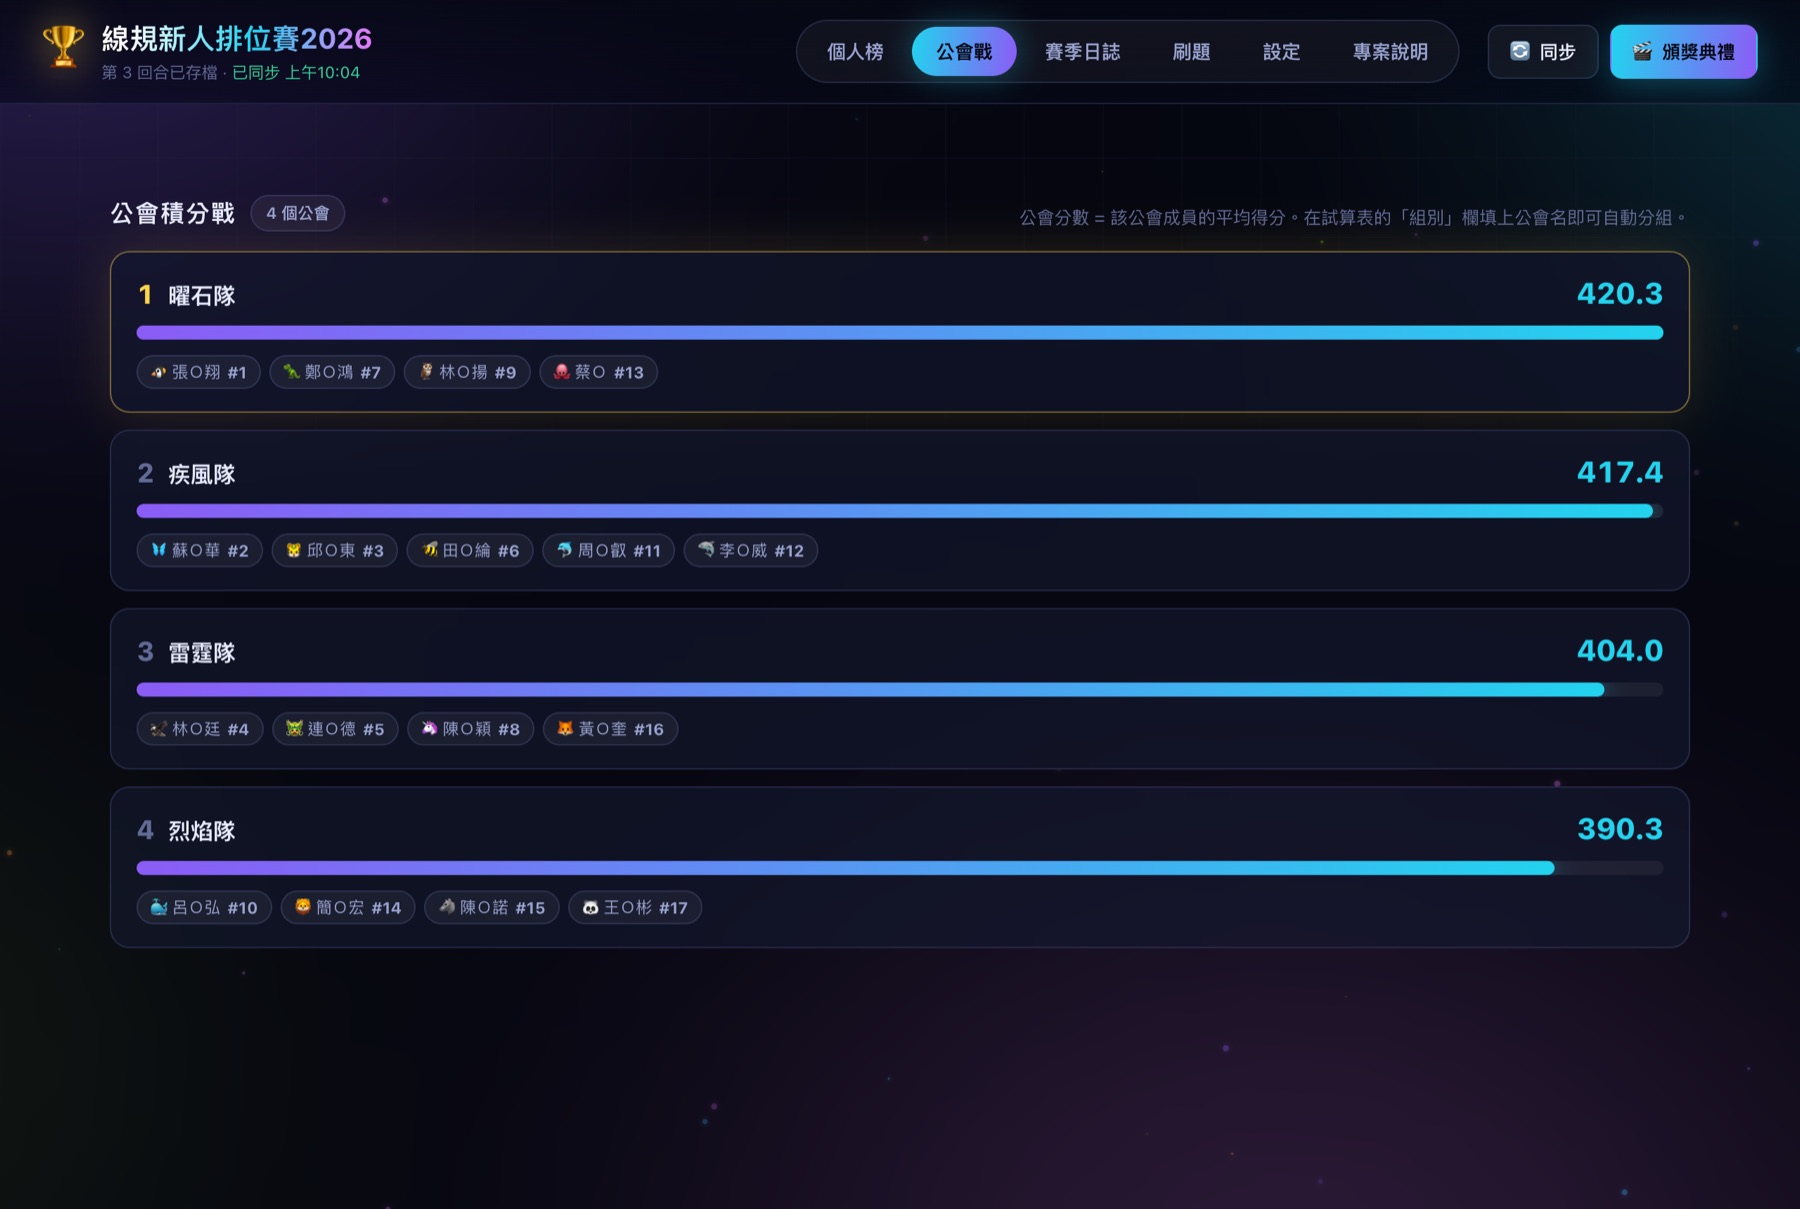 線規新人排位賽2026
第 3 回合已存檔 · 已同步 上午10:04
個人榜 公會戰 賽季日誌 刷題 設定 專案說明 同步 頒獎典禮
公會積分戰 4 個公會
公會分數 = 該公會成員的平均得分。在試算表的「組別」欄填上公會名即可自動分組。
1 曜石隊 420.3
張O翔 #1 鄭O鴻 #7 林O揚 #9 蔡O #13
2 疾風隊 417.4
蘇O華 #2 邱O東 #3 田O綸 #6 周O叡 #11 李O威 #12
3 雷霆隊 404.0
林O廷 #4 連O德 #5 陳O穎 #8 黃O奎 #16
4 烈焰隊 390.3
呂O弘 #10 簡O宏 #14 陳O諾 #15 王O彬 #17